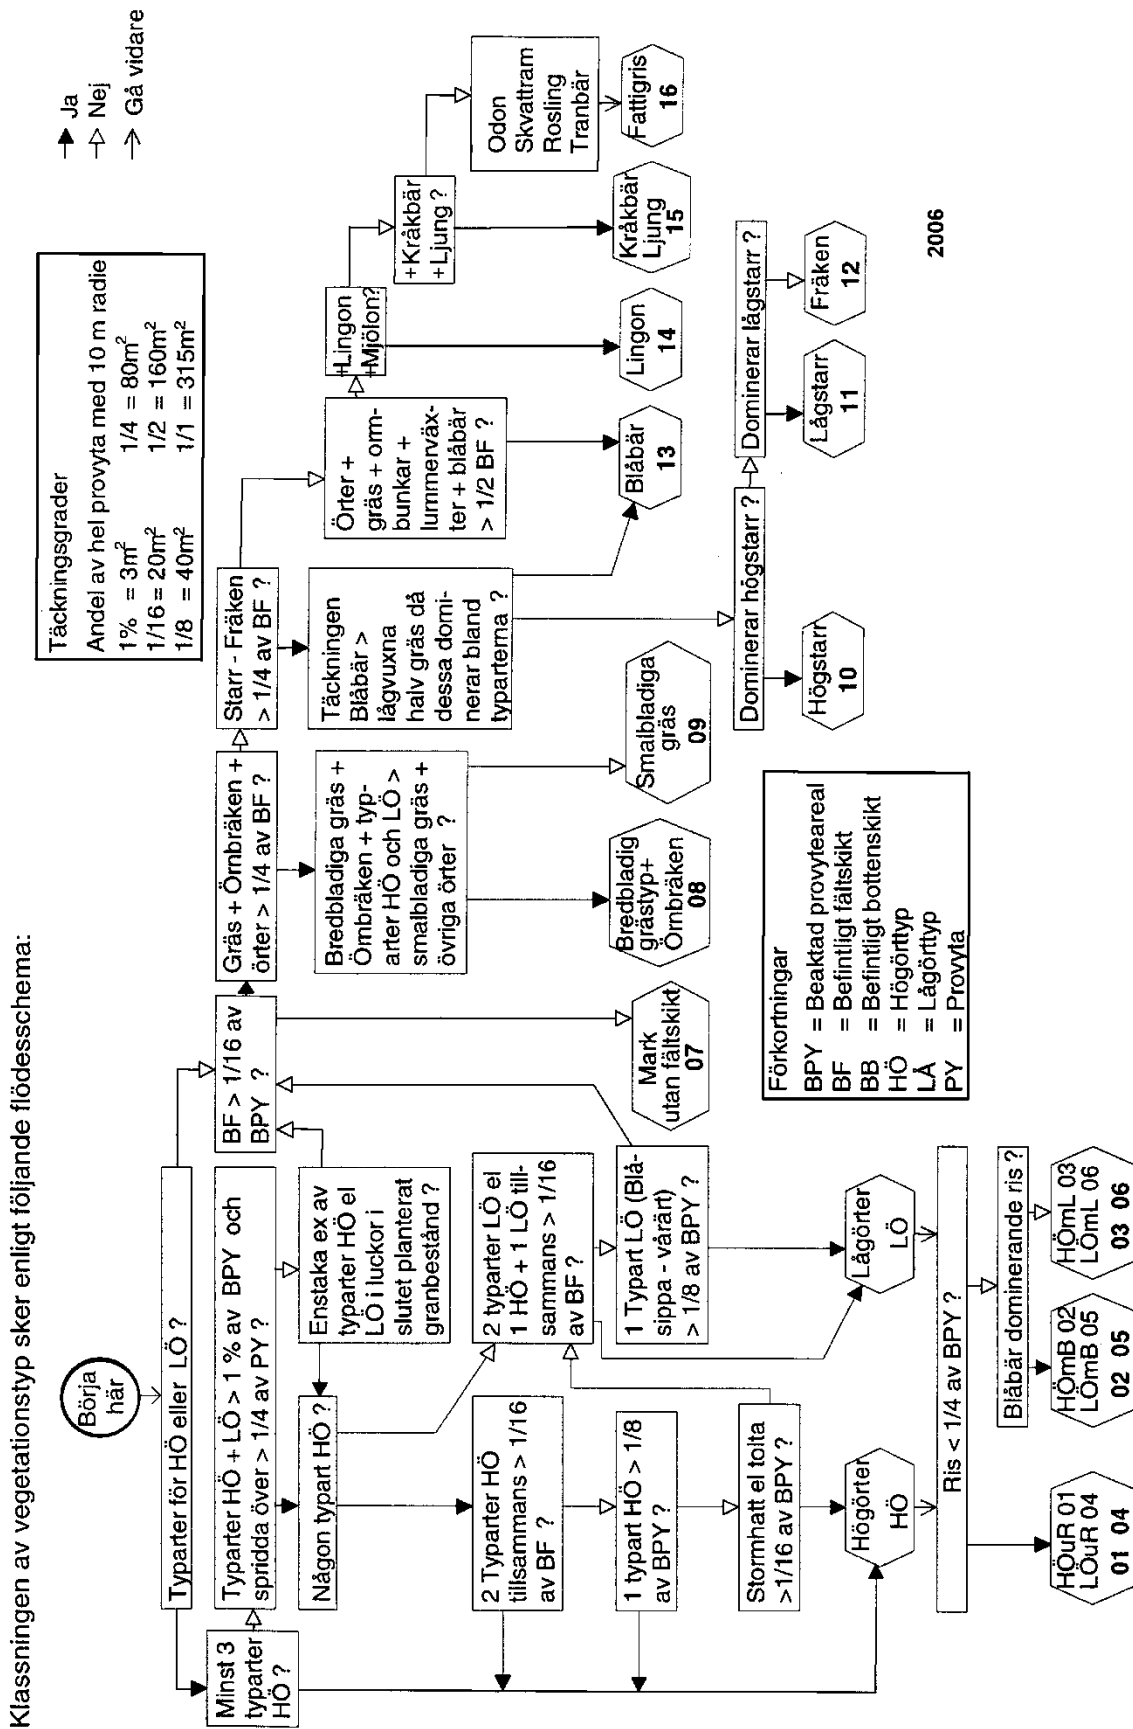 Klassningen av vegetationstyp sker enligt följande flödesschema:
Börja
här
Typarter för HÖ eller LÖ ?
Minst 3
typarter
HÖ ?
Typarter HÖ + LÖ > 1 % av BPY och
spridda över > 1/4 av PY ?
Någon typart HÖ ?
Enstaka ex av
typarter HÖ el
LÖ i luckor i
slutet planterat
granbestånd ?
2 Typarter HÖ
tillsammans > 1/16
av BF ?
2 typarter LÖ el
1 HÖ + 1 LÖ till-
sammans > 1/16
av BF ?
1 typart HÖ > 1/8
av BPY ?
1 Typart LÖ (Blå-
sippa - vårärt)
> 1/8 av BPY ?
Stormhatt el tolta
>1/16 av BPY ?
Högörter
HÖ
Lågörter
LÖ
Ris < 1/4 av BPY ?
Blåbär dominerande ris ?
HÖuR 01
LÖuR 04
01 04
HÖmB 02
LÖmB 05
02 05
HÖmL 03
LÖmL 06
03 06
BF > 1/16 av
BPY ?
Mark
utan fältskikt
07
Gräs + Örnbräken +
örter > 1/4 av BF ?
Bredbladiga gräs +
Örnbräken + typ-
arter HÖ och LÖ >
smalbladiga gräs +
övriga örter ?
Bredbladig
grästyp+
Örnbräken
08
Smalbladiga
gräs
09
Starr - Fräken
> 1/4 av BF ?
Täckningen
Blåbär >
lågvuxna
halv gräs då
dessa domi-
nerar bland
typarterna ?
Dominerar högstarr ?
Högstarr
10
Dominerar lågstarr ?
Lågstarr
11
Fräken
12
Örter +
gräs + orm-
bunkar +
lummerväx-
ter + blåbär
> 1/2 BF ?
Blåbär
13
+Lingon
+Mjölon?
Lingon
14
+Kråkbär
+Ljung ?
Kråkbär
Ljung
15
Odon
Skvattram
Rosling
Tranbär
Fattigris
16
Täckningsgrader
Andel av hel provyta med 10 m radie
1% = 3m² 1/4 = 80m²
1/16 = 20m² 1/2 = 160m²
1/8 = 40m² 1/1 = 315m²
Ja
Nej
Gå vidare
Förkortningar
BPY = Beaktad provyteareal
BF = Befintligt fältskikt
BB = Befintligt bottenskikt
HÖ = Högörttyp
LÅ = Lågörttyp
PY = Provyta
2006